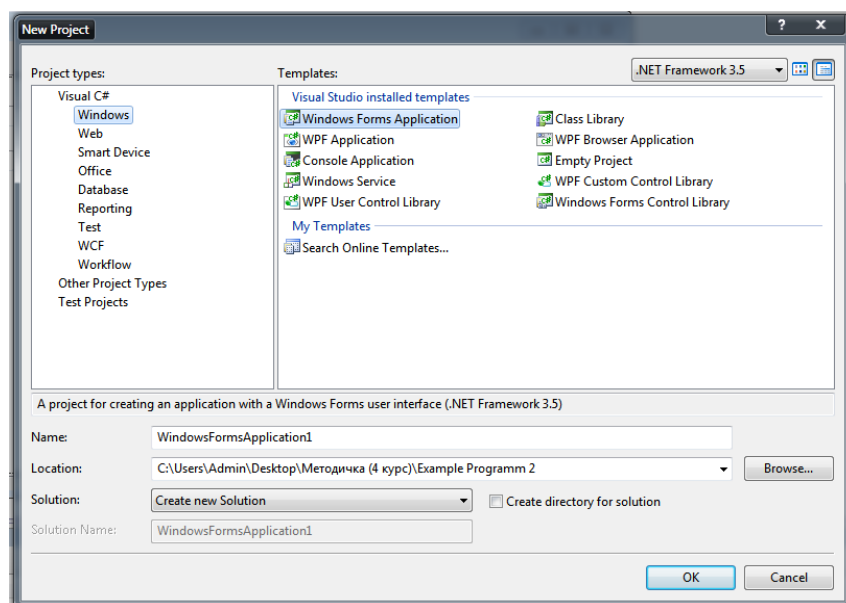 New Project
Project types:
Templates:
.NET Framework 3.5
Visual C#
Windows
Web
Smart Device
Office
Database
Reporting
Test
WCF
Workflow
Other Project Types
Test Projects
Visual Studio installed templates
Windows Forms Application
Class Library
WPF Application
WPF Browser Application
Console Application
Empty Project
Windows Service
WPF Custom Control Library
WPF User Control Library
Windows Forms Control Library
My Templates
Search Online Templates...
A project for creating an application with a Windows Forms user interface (.NET Framework 3.5)
Name:
WindowsFormsApplication1
Location:
C:\Users\Admin\Desktop\Методичка (4 курс)\Example Programm 2
Browse...
Solution:
Create new Solution
Create directory for solution
Solution Name:
WindowsFormsApplication1
OK
Cancel